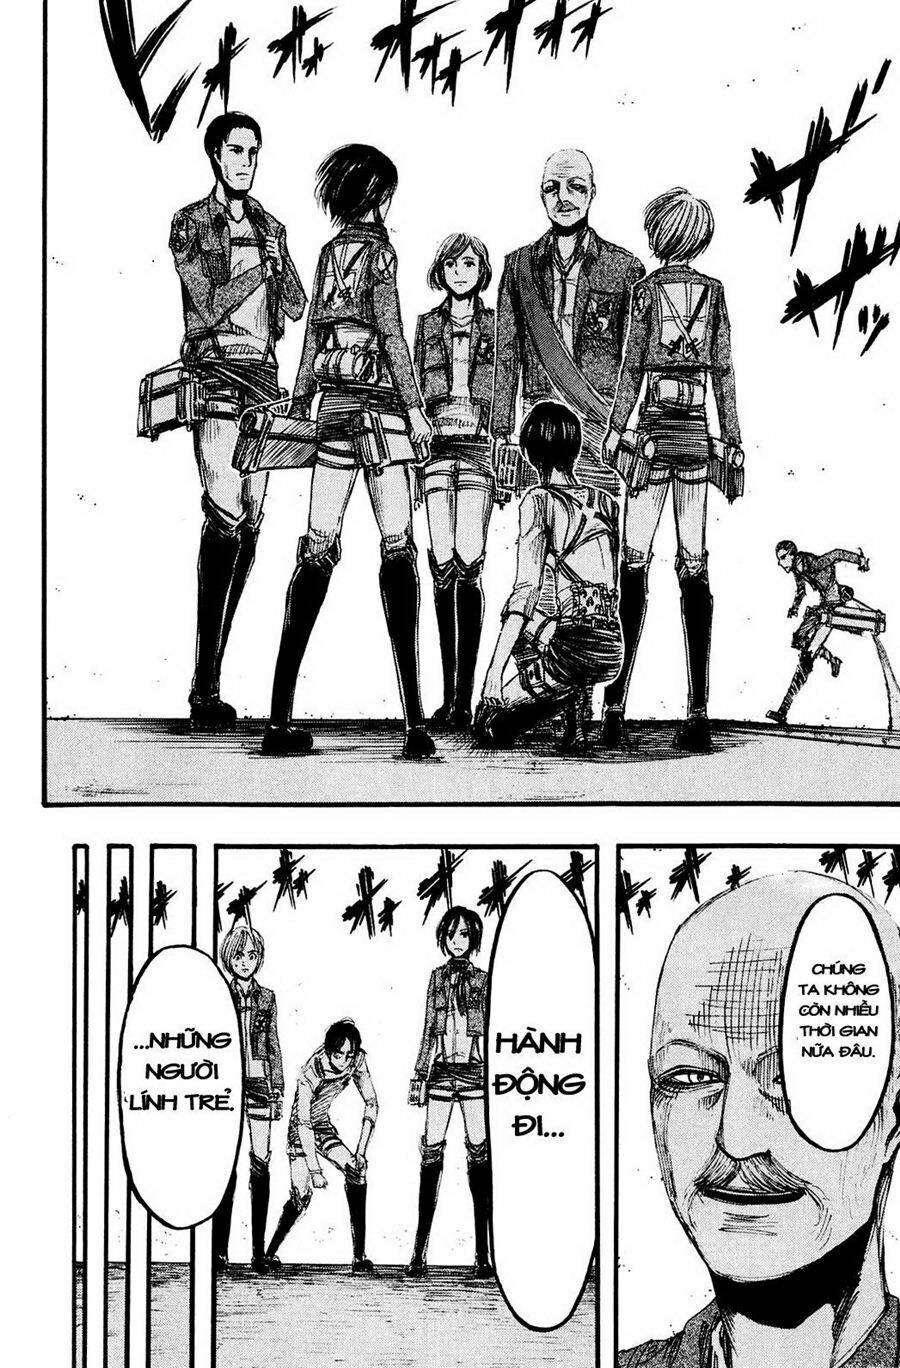 CHÚNG
TA KHÔNG
CÒN NHIỀU
THỜI GIAN
NỮA ĐÂU.
HÀNH
ĐỘNG
ĐI...
...NHỮNG
NGƯỜI
LÍNH TRẺ.